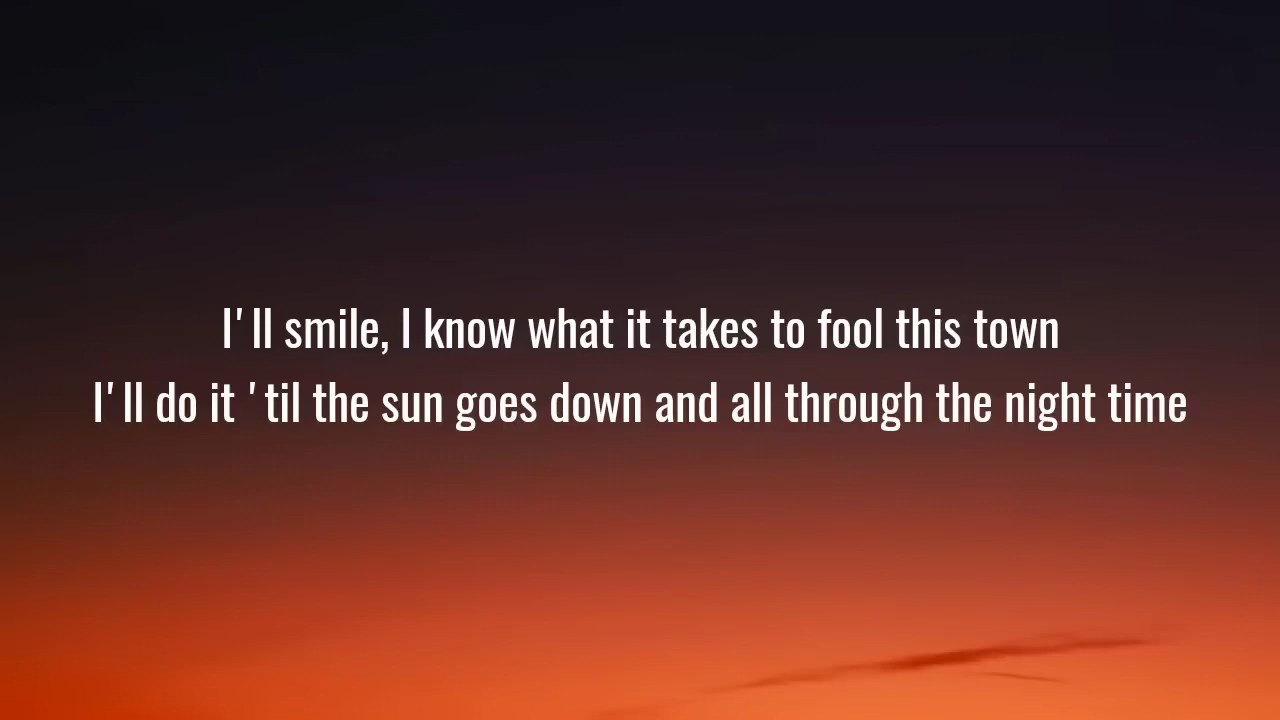 I'll smile, I know what it takes to fool this town
I'll do it 'til the sun goes down and all through the night time